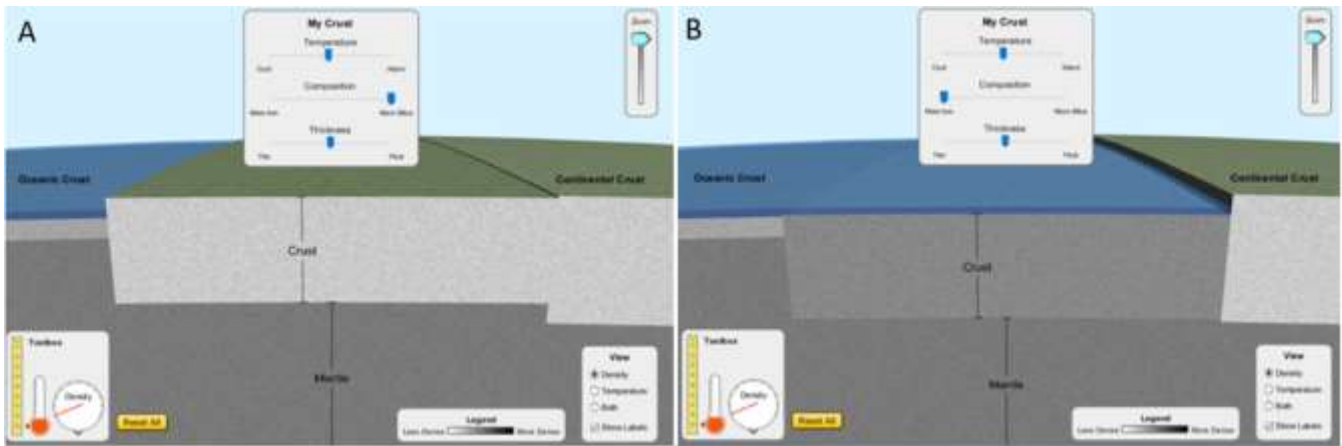 A
My Crust
Temperature
Cool Warm
Composition
More Iron More Silica
Thickness
Thin Thick
Zoom
Oceanic Crust
Continental Crust
Crust
Mantle
Toolbox
Density
Reset All
Legend
Less Dense More Dense
View
Density
Temperature
Both
Show Labels
B
My Crust
Temperature
Cool Warm
Composition
More Iron More Silica
Thickness
Thin Thick
Zoom
Oceanic Crust
Continental Crust
Crust
Mantle
Toolbox
Density
Reset All
Legend
Less Dense More Dense
View
Density
Temperature
Both
Show Labels